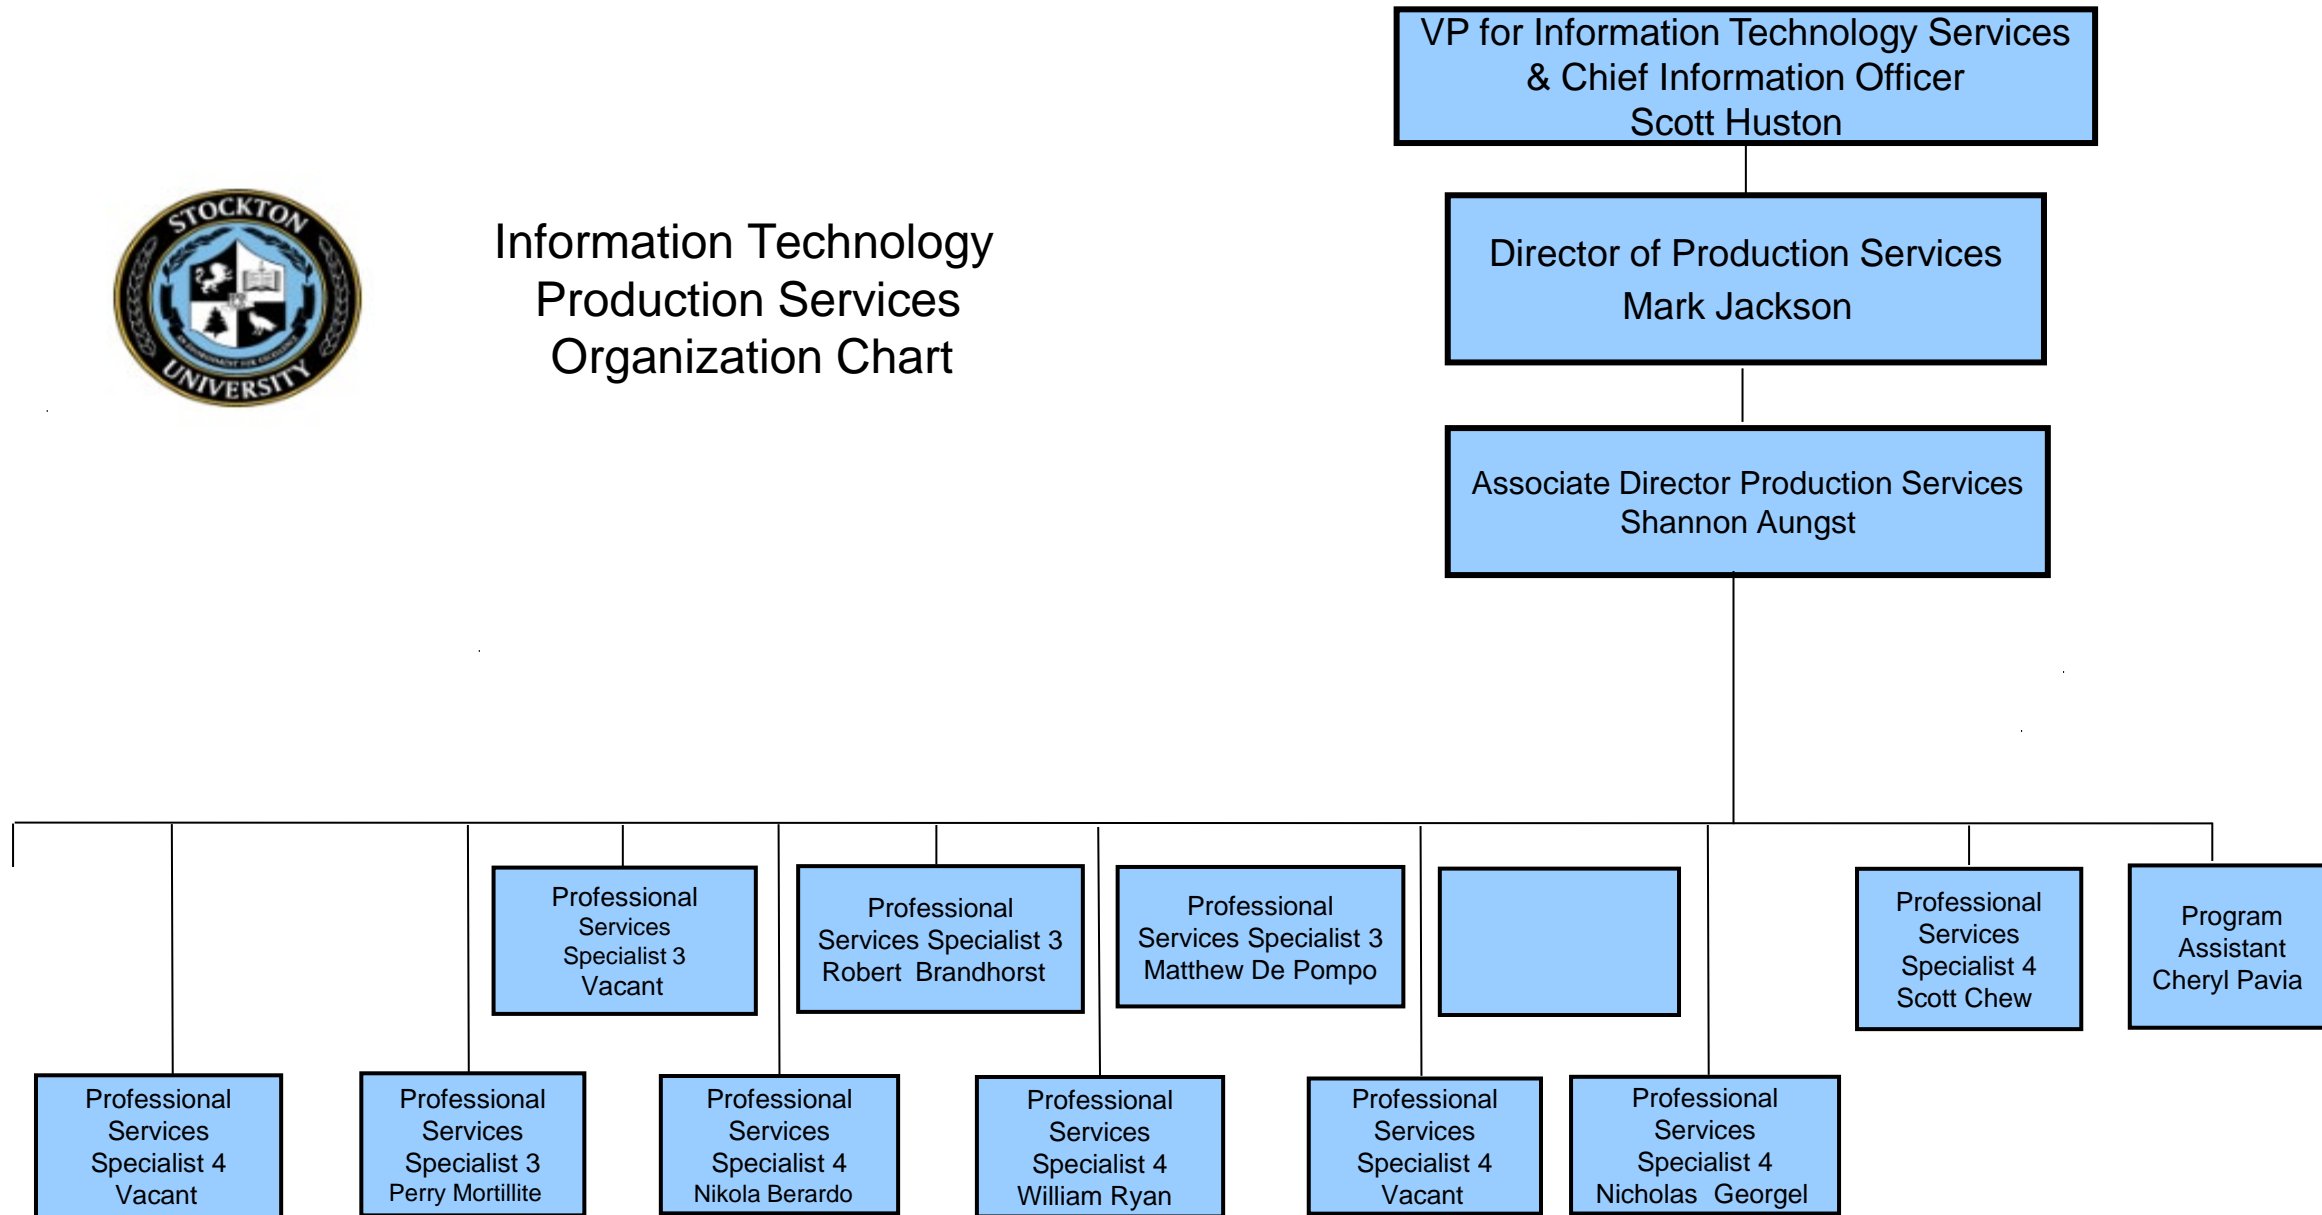 VP for Information Technology Services
& Chief Information Officer
Scott Huston
STOCKTON
UNIVERSITY
Information Technology
Production Services
Organization Chart
Director of Production Services
Mark Jackson
Associate Director Production Services
Shannon Aungst
Professional
Services
Specialist 3
Vacant
Professional
Services Specialist 3
Robert Brandhorst
Professional
Services Specialist 3
Matthew De Pompo
Professional
Services
Specialist 4
Scott Chew
Program
Assistant
Cheryl Pavia
Professional
Services
Specialist 4
Vacant
Professional
Services
Specialist 3
Perry Mortillite
Professional
Services
Specialist 4
Nikola Berardo
Professional
Services
Specialist 4
William Ryan
Professional
Services
Specialist 4
Vacant
Professional
Services
Specialist 4
Nicholas Georgel